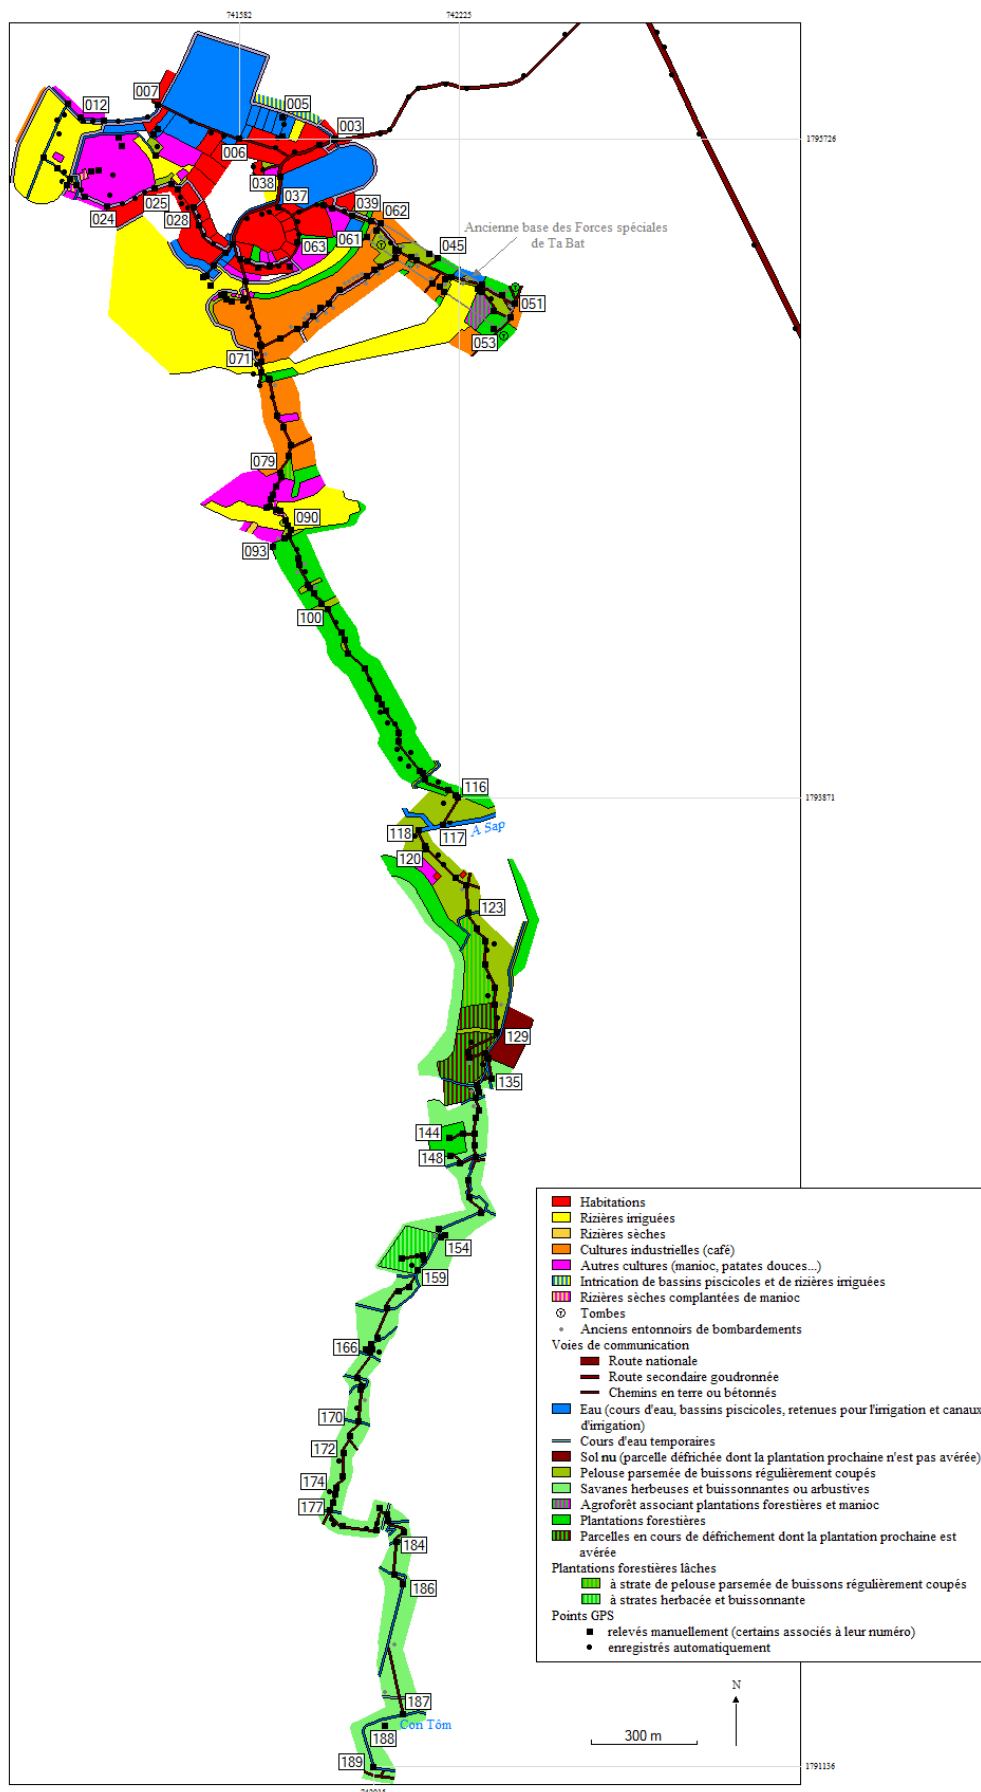 741582
742225
007
012
005
003
1795726
006
038
037
024
025
028
039
062
Ancienne base des Forces spéciales
de Ta Bat
061
063
045
051
053
071
079
090
093
100
116
1793871
117
A Sap
118
120
123
129
135
144
148
154
159
166
170
172
174
177
184
186
187
Con Tôm
188
189
1791136
Habitations
Rizières irriguées
Rizières sèches
Cultures industrielles (café)
Autres cultures (manioc, patates douces...)
Intrication de bassins piscicoles et de rizières irriguées
Rizières sèches complantées de manioc
Tombes
Anciens entonnoirs de bombardements
Voies de communication
Route nationale
Route secondaire goudronnée
Chemins en terre ou bétonnés
Eau (cours d'eau, bassins piscicoles, retenues pour l'irrigation et canaux
d'irrigation)
Cours d'eau temporaires
Sol nu (parcelle défrichée dont la plantation prochaine n'est pas avérée)
Pelouse parsemée de buissons régulièrement coupés
Savanes herbeuses et buissonnantes ou arbustives
Agroforêt associant plantations forestières et manioc
Plantations forestières
Parcelles en cours de défrichement dont la plantation prochaine est
avérée
Plantations forestières lâches
à strate de pelouse parsemée de buissons régulièrement coupés
à strates herbacée et buissonnante
Points GPS
relevés manuellement (certains associés à leur numéro)
enregistrés automatiquement
N
300 m